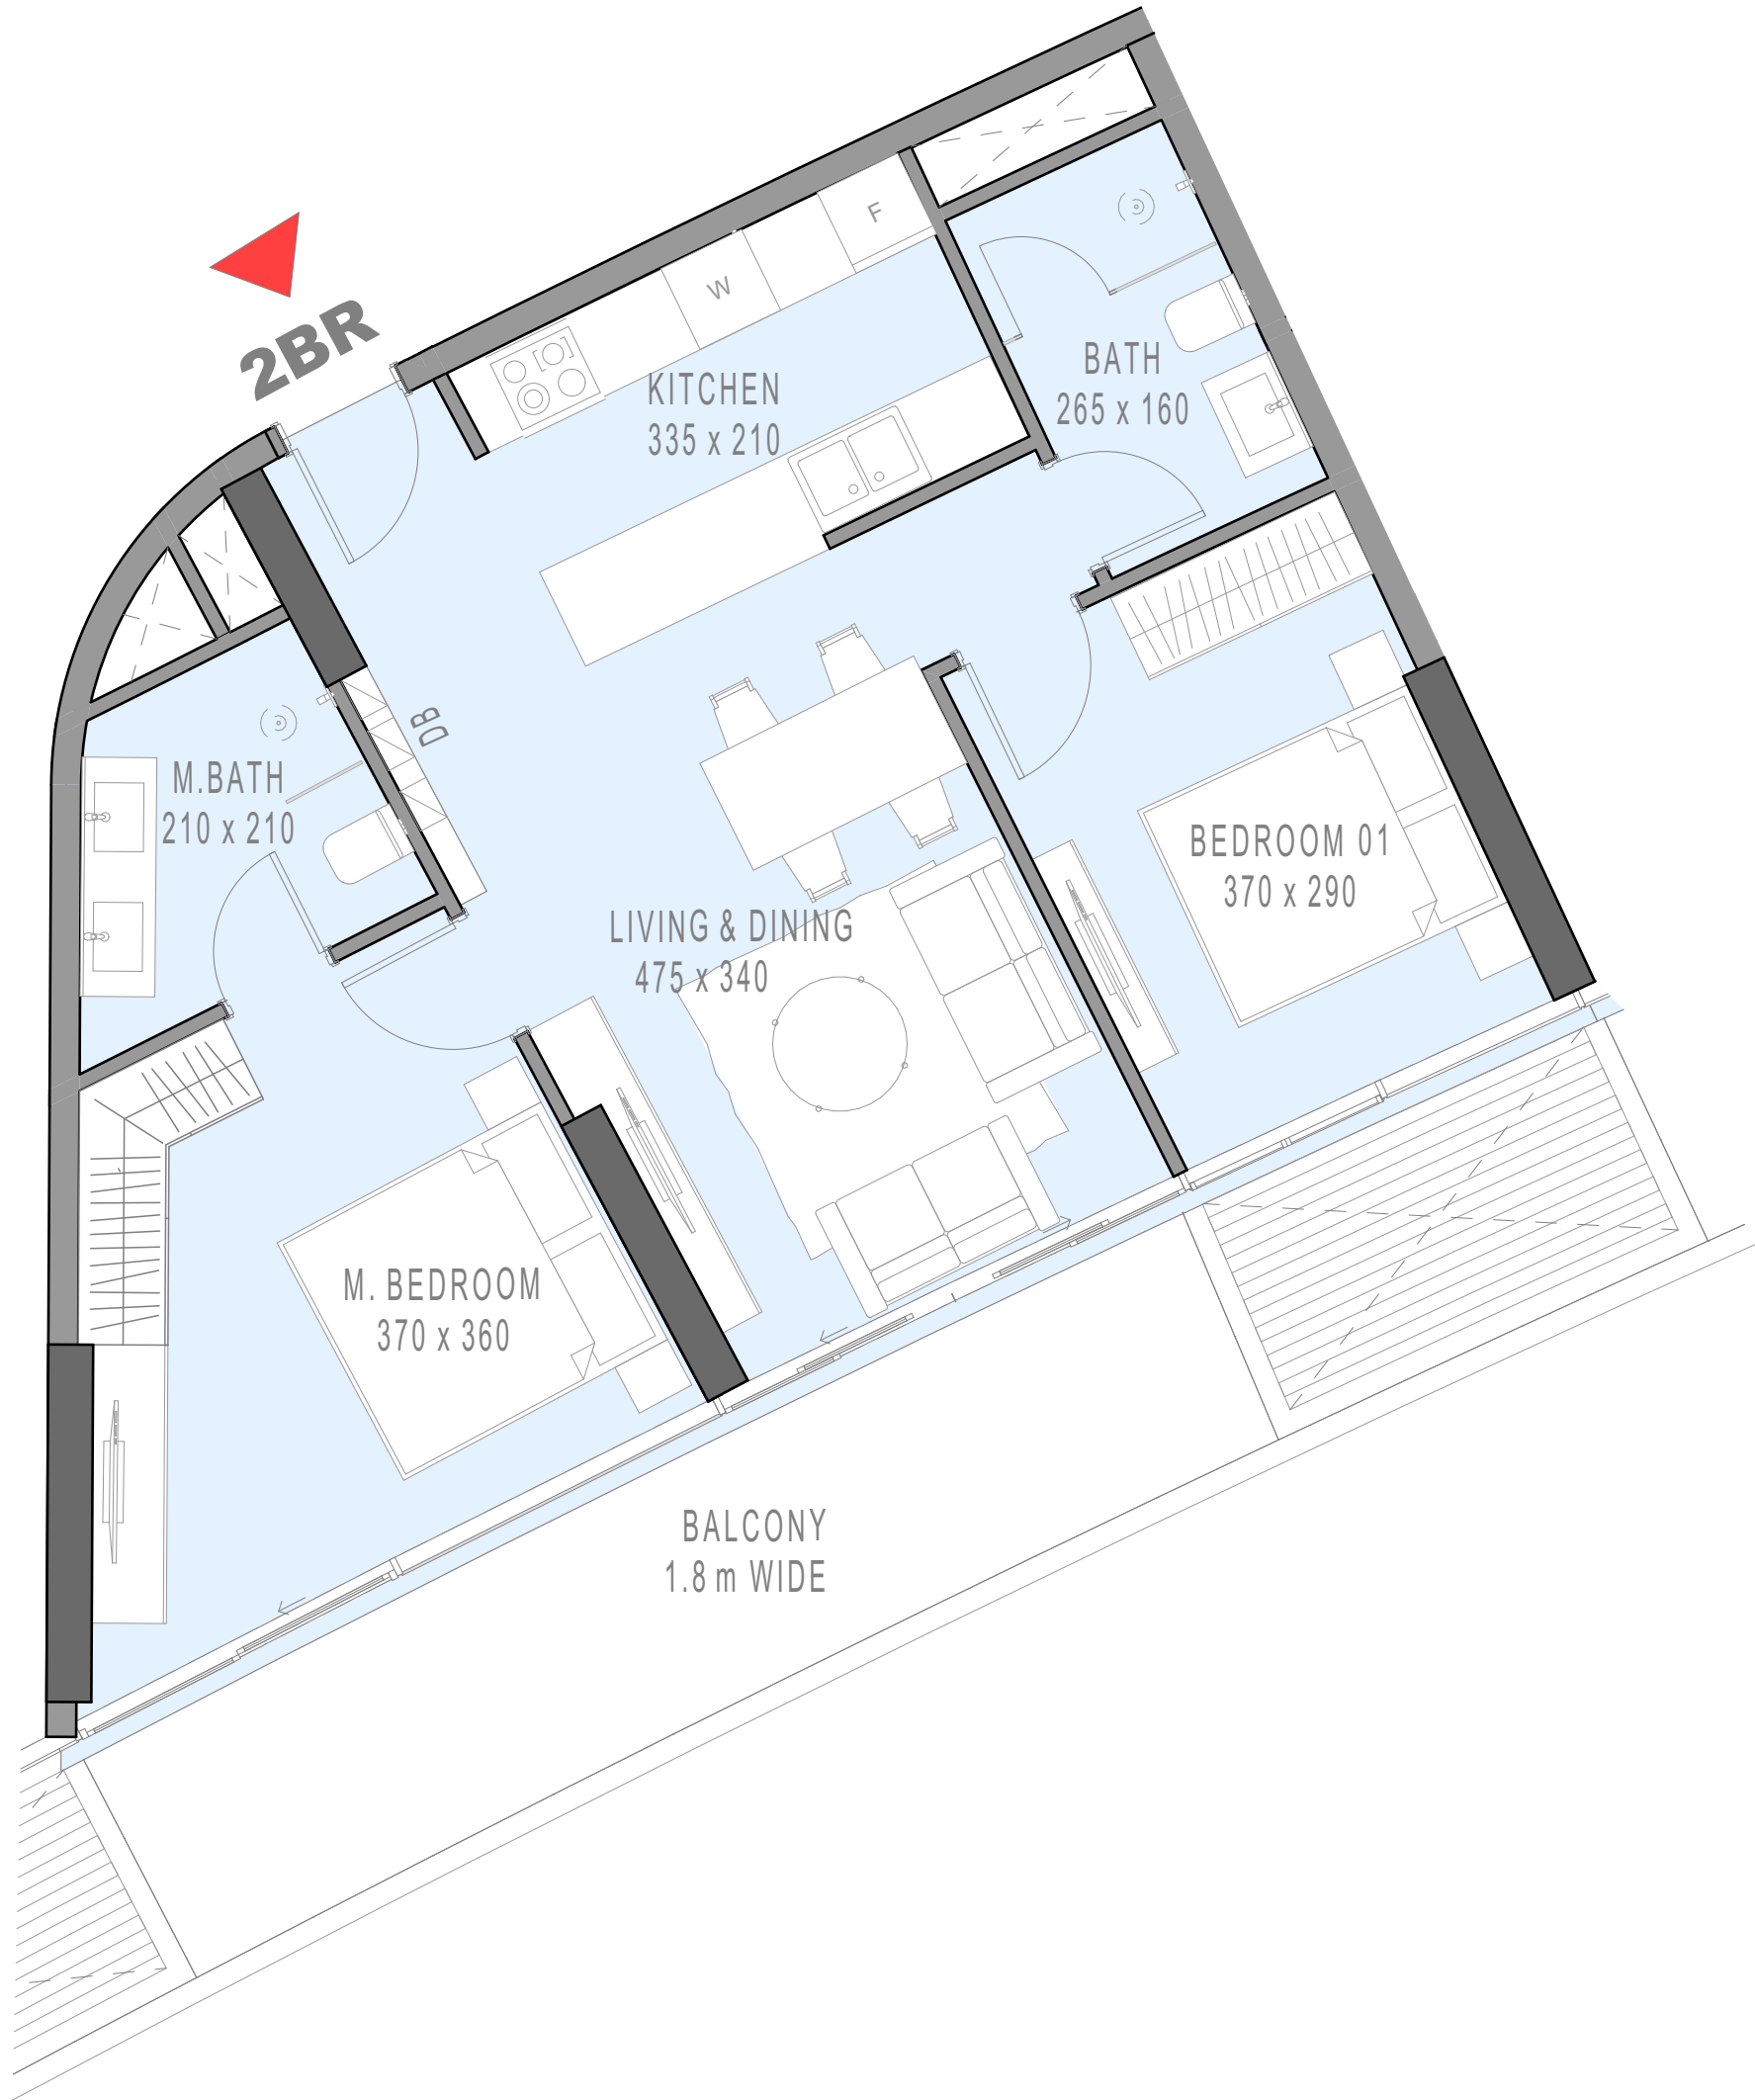 2BR
F
W
KITCHEN
335 x 210
BATH
265 x 160
DB
M.BATH
210 x 210
BEDROOM 01
370 x 290
LIVING & DINING
475 x 340
M. BEDROOM
370 x 360
BALCONY
1.8 m WIDE